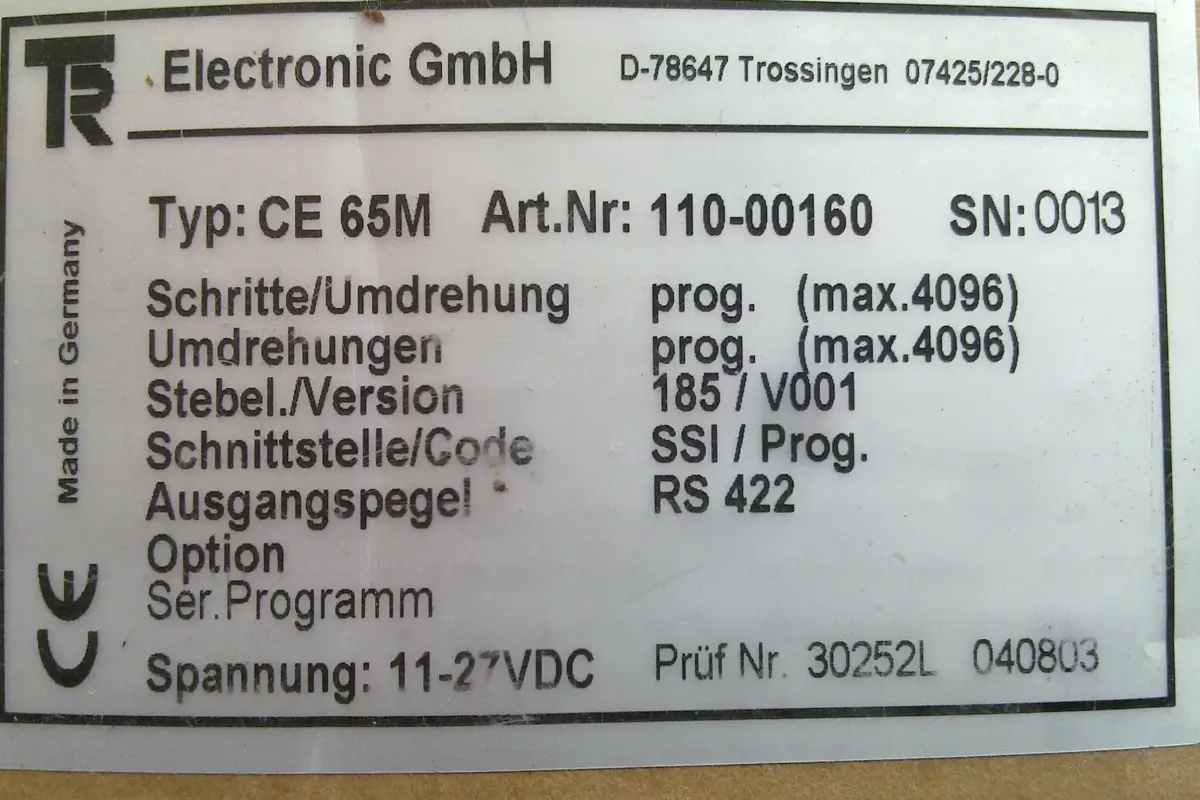 TR Electronic GmbH D-78647 Trossingen 07425/228-0
Typ: CE 65M Art.Nr: 110-00160 SN: 0013
Schritte/Umdrehung prog. (max.4096)
Umdrehungen prog. (max.4096)
Stebel./Version 185 / V001
Schnittstelle/Code SSI / Prog.
Ausgangspegel RS 422
Option
Ser.Programm
Spannung: 11-27VDC Prüf Nr. 30252L 040803
Made in Germany
CE